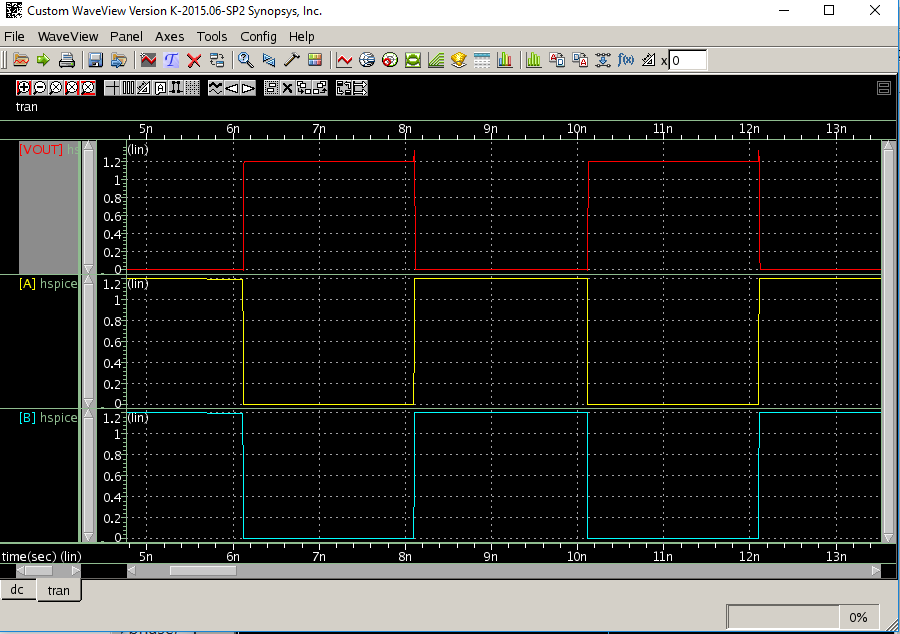 Custom WaveView Version K-2015.06-SP2 Synopsys, Inc.
File WaveView Panel Axes Tools Config Help
x 0
tran
5n 6n 7n 8n 9n 10n 11n 12n 13n
[VOUT] hs (lin)
1.2
1
0.8
0.6
0.4
0.2
0
[A] hspice 1.2 (lin)
1
0.8
0.6
0.4
0.2
0
[B] hspice 1.2 (lin)
1
0.8
0.6
0.4
0.2
0
time(sec) (lin) 5n 6n 7n 8n 9n 10n 11n 12n 13n
dc tran
0%